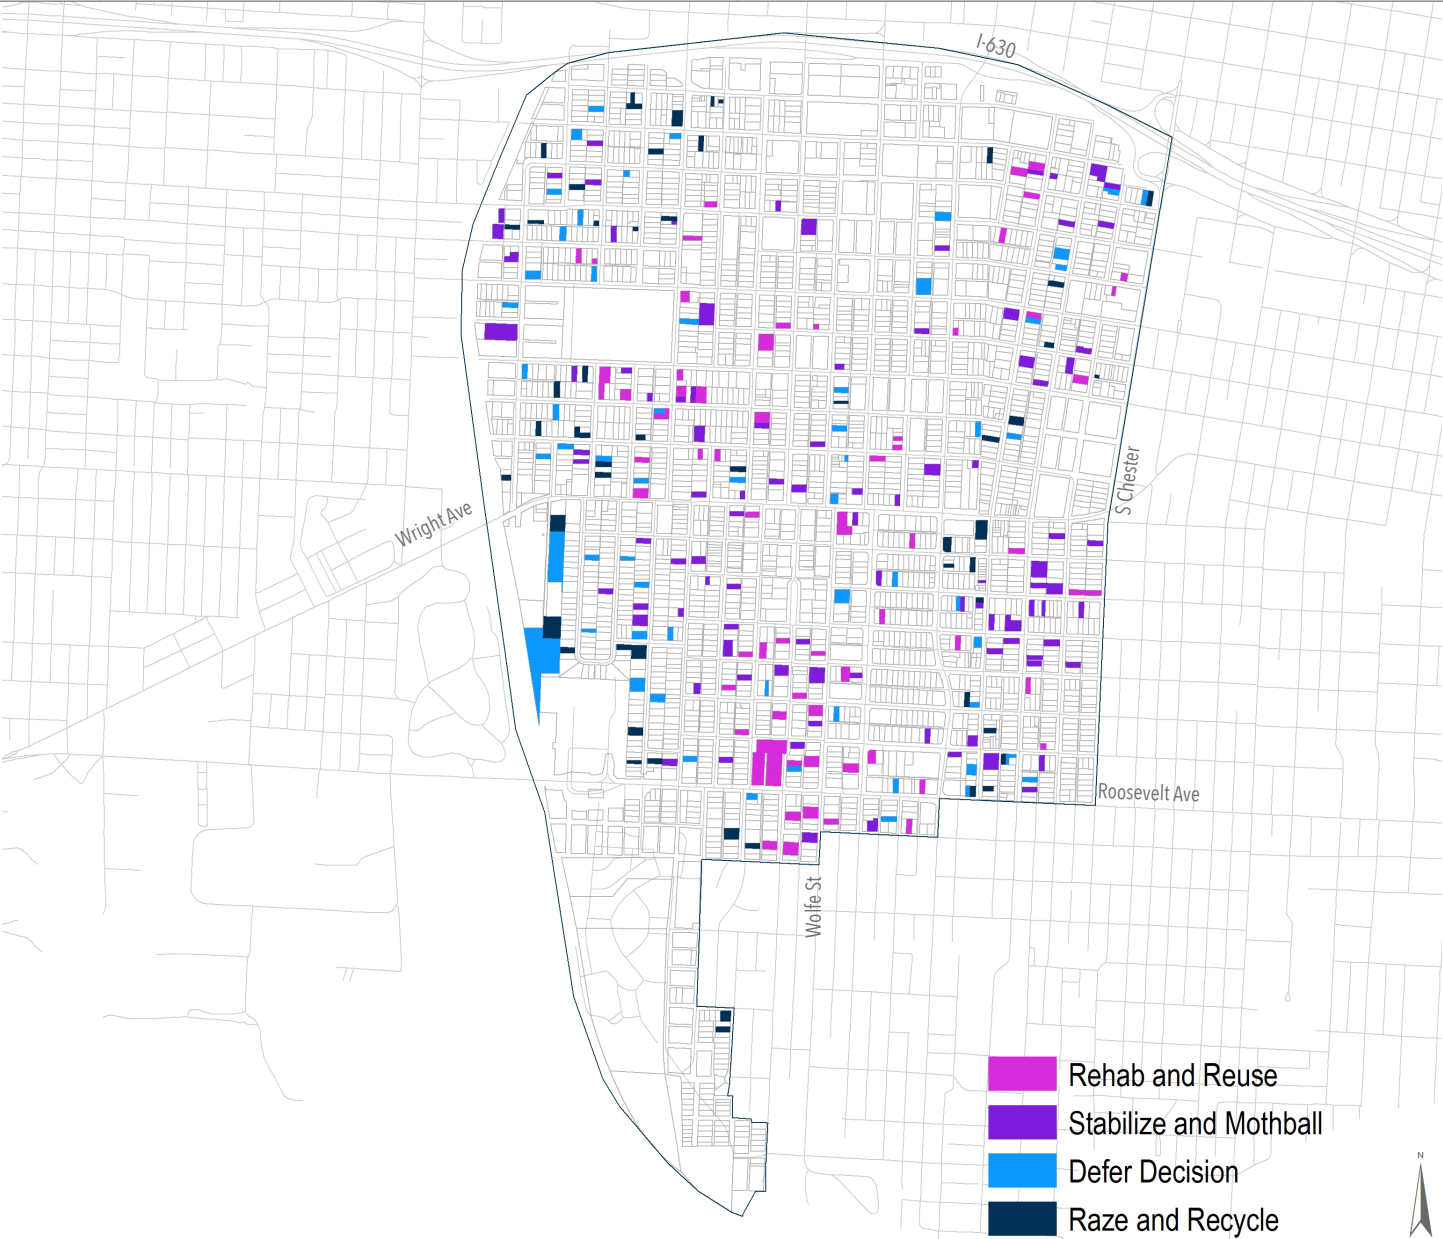 I-630
S Chester
Wright Ave
Roosevelt Ave
Wolfe St
Rehab and Reuse
Stabilize and Mothball
Defer Decision
Raze and Recycle
N